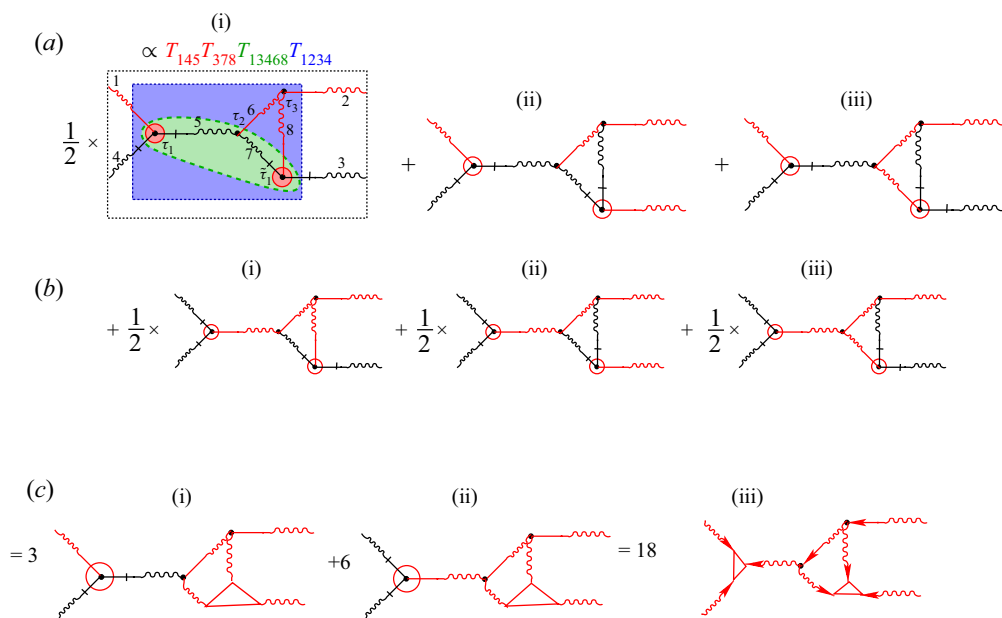 (i)
(a) ∝ T₁₄₅T₃₇₈T₁₃₄₆₈T₁₂₃₄
1/2 × 1 4 τ₁ 5 τ₂ 6 7 τ₃ 8 τ̃₁ 2 3
(ii)
+
(iii)
+
(b)
(i)
+ 1/2 ×
(ii)
+ 1/2 ×
(iii)
+ 1/2 ×
(c)
(i)
= 3
(ii)
+6
(iii)
= 18